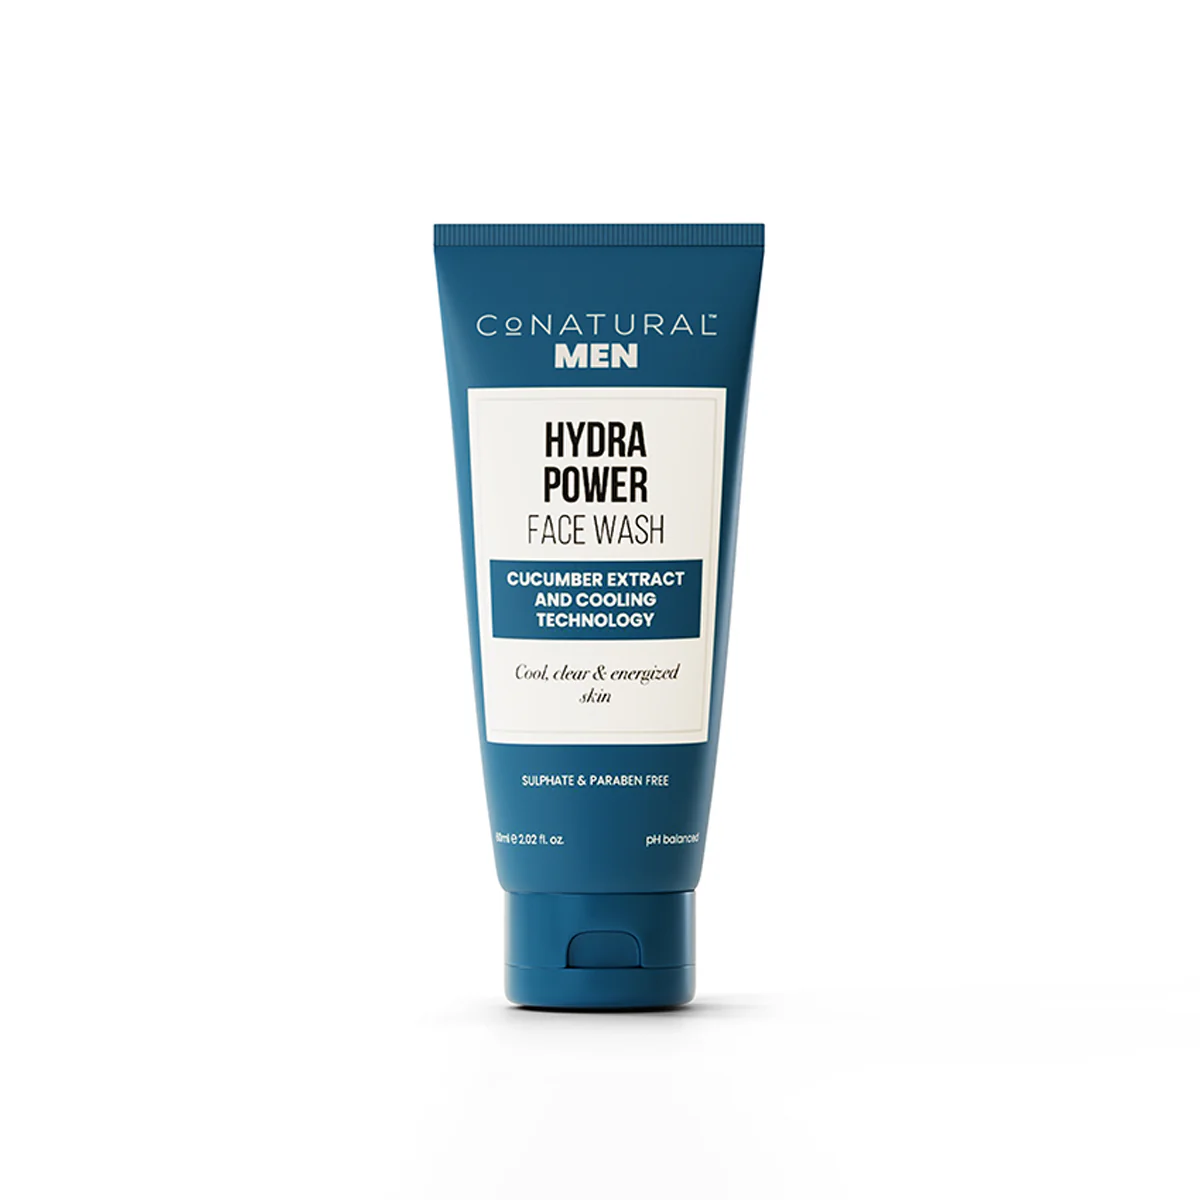 CoNATURAL™
MEN
HYDRA
POWER
FACE WASH
CUCUMBER EXTRACT
AND COOLING
TECHNOLOGY
Cool, clear & energized
skin
SULPHATE & PARABEN FREE
60ml ℮ 2.02 fl. oz.
pH balanced